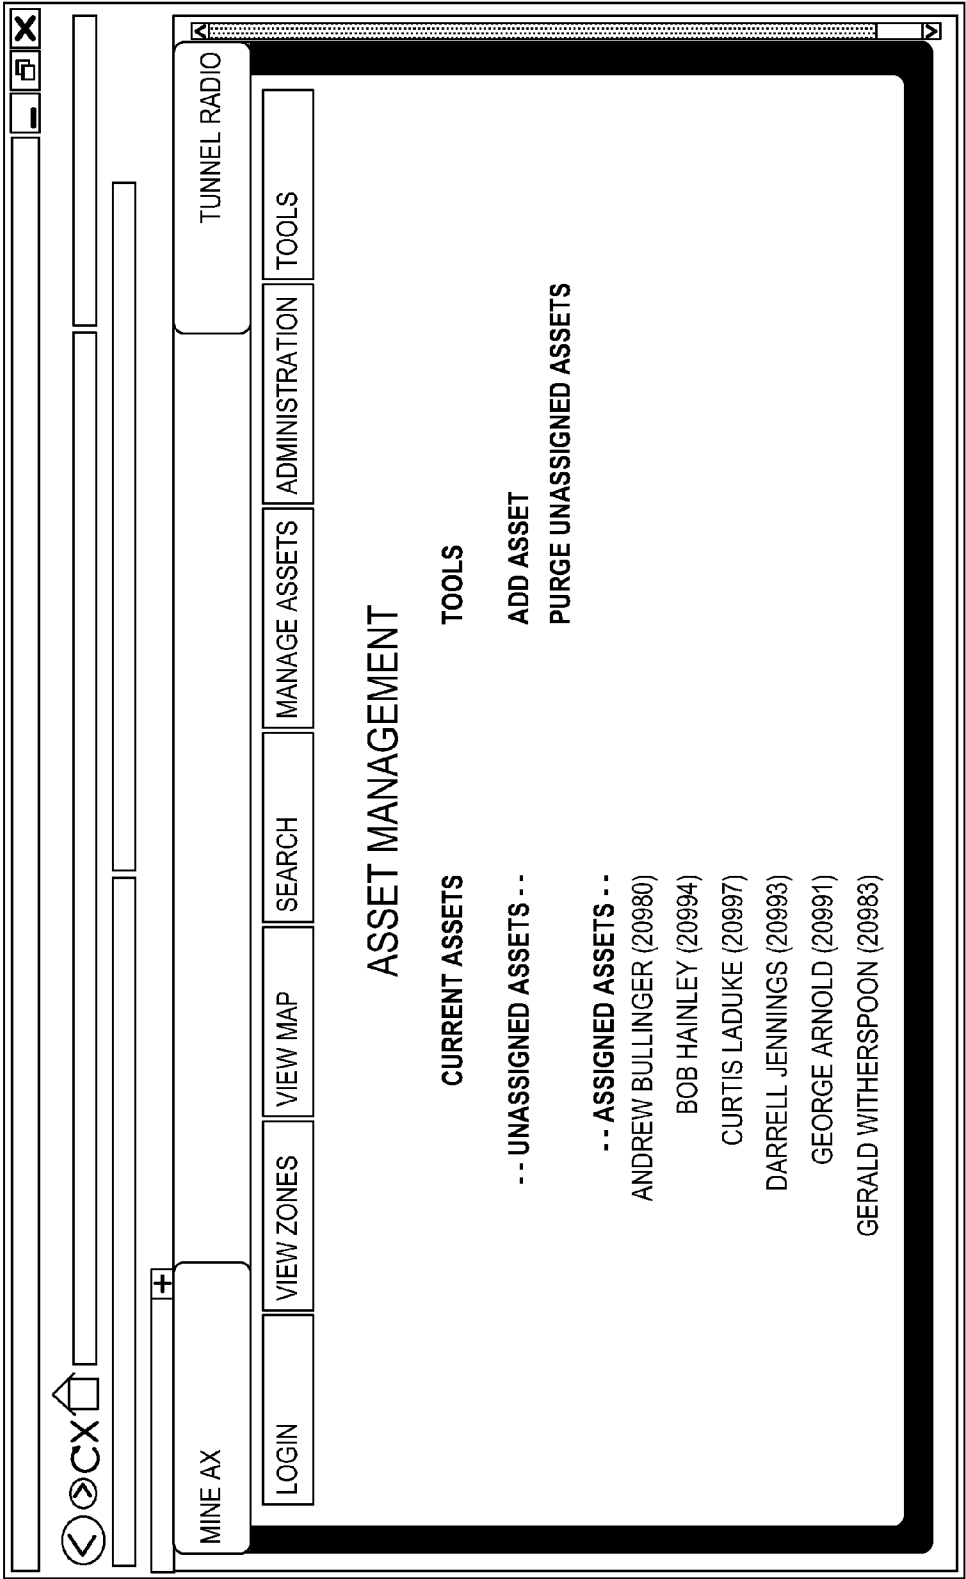 MINE AX
TUNNEL RADIO
LOGIN
VIEW ZONES
VIEW MAP
SEARCH
MANAGE ASSETS
ADMINISTRATION
TOOLS
ASSET MANAGEMENT
CURRENT ASSETS
TOOLS
- - UNASSIGNED ASSETS - -
ADD ASSET
PURGE UNASSIGNED ASSETS
- - ASSIGNED ASSETS - -
ANDREW BULLINGER (20980)
BOB HAINLEY (20994)
CURTIS LADUKE (20997)
DARRELL JENNINGS (20993)
GEORGE ARNOLD (20991)
GERALD WITHERSPOON (20983)